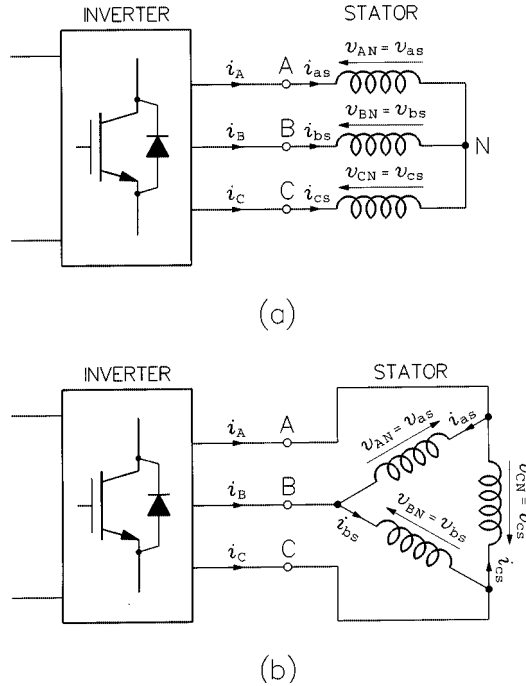 INVERTER STATOR
i_A A i_as v_AN = v_as
i_B B i_bs v_BN = v_bs
N
i_C C i_cs v_CN = v_cs
(a)
INVERTER STATOR
i_A A v_AN = v_as i_as
i_B B v_CN = v_cs
i_bs v_BN = v_bs
i_C C i_cs
(b)